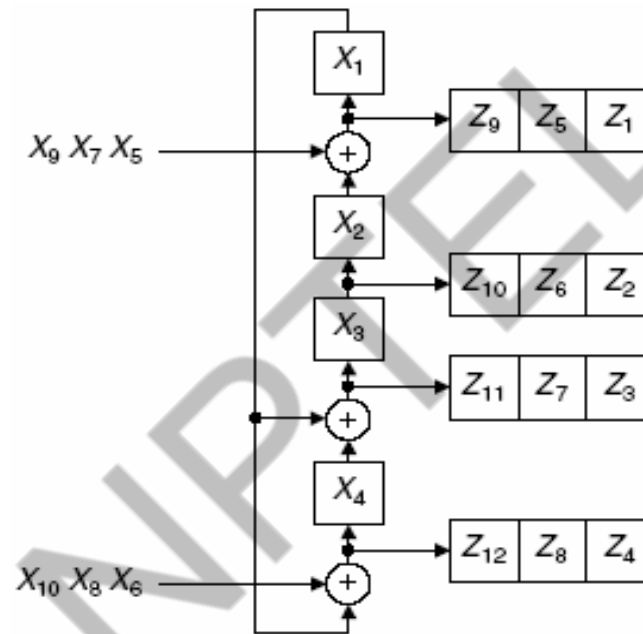 X₁
Z₉ Z₅ Z₁
X₉ X₇ X₅
+
X₂
Z₁₀ Z₆ Z₂
X₃
Z₁₁ Z₇ Z₃
+
X₄
Z₁₂ Z₈ Z₄
X₁₀ X₈ X₆
+
NPTEL